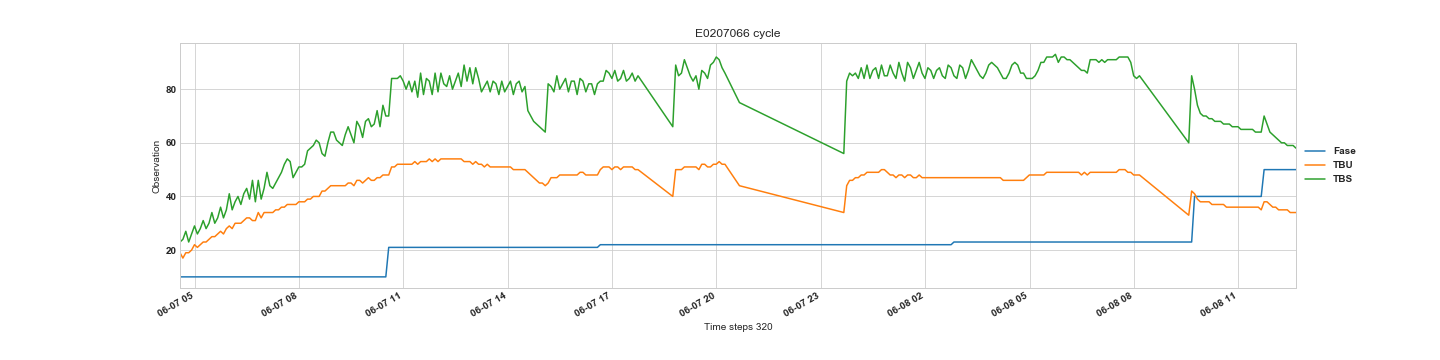 E0207066 cycle
Observation
80
60
40
20
06-07 05
06-07 08
06-07 11
06-07 14
06-07 17
06-07 20
06-07 23
06-08 02
06-08 05
06-08 08
06-08 11
Time steps 320
Fase
TBU
TBS